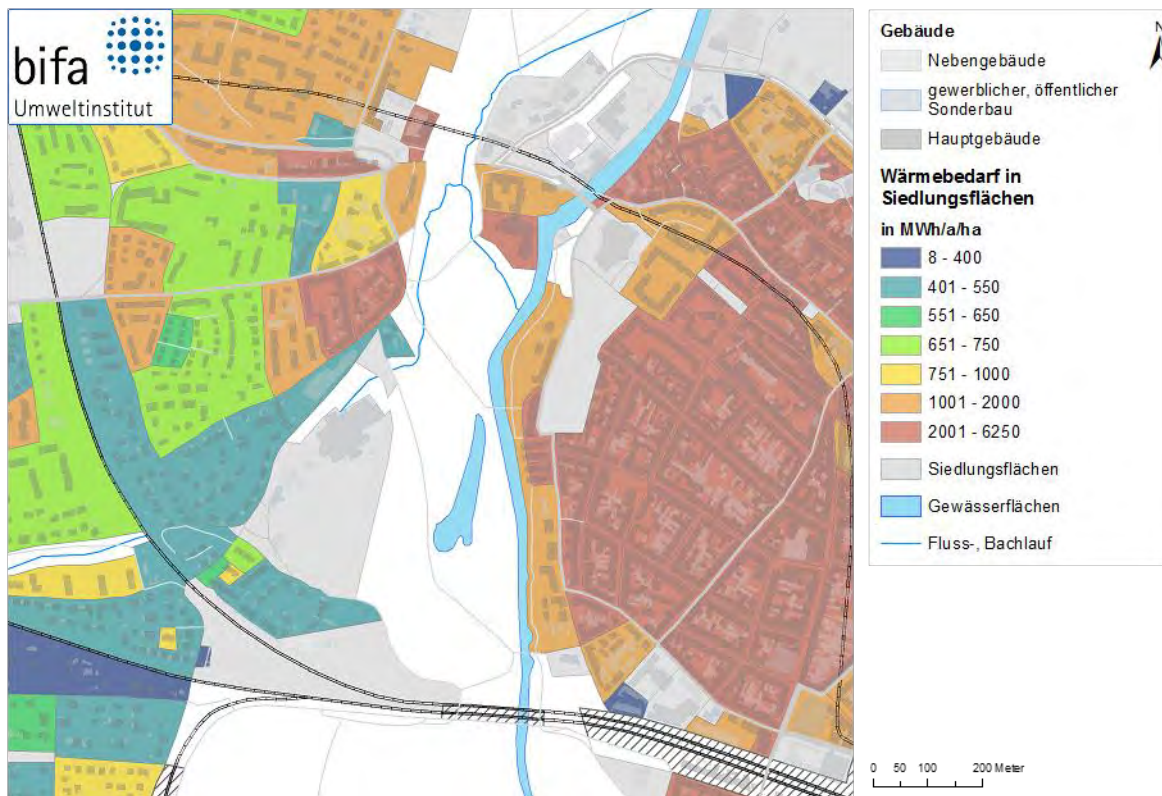 bifa
Umweltinstitut
Gebäude
Nebengebäude
gewerblicher, öffentlicher
Sonderbau
Hauptgebäude
Wärmebedarf in
Siedlungsflächen
in MWh/a/ha
8 - 400
401 - 550
551 - 650
651 - 750
751 - 1000
1001 - 2000
2001 - 6250
Siedlungsflächen
Gewässerflächen
Fluss-, Bachlauf
N
0 50 100 200 Meter